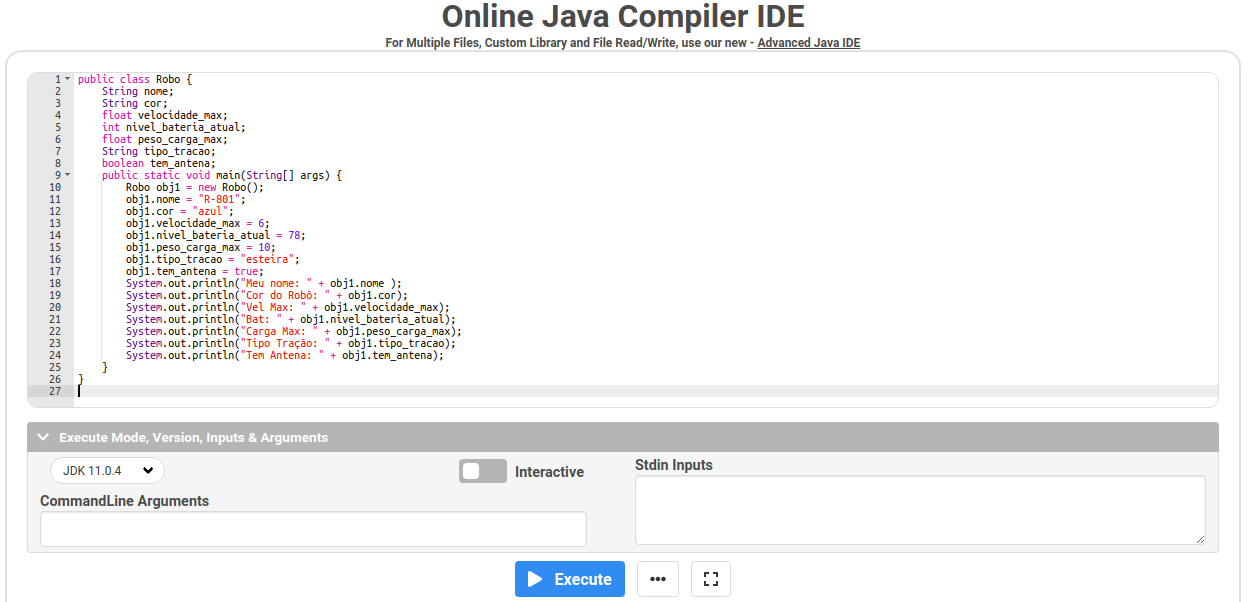 Online Java Compiler IDE
For Multiple Files, Custom Library and File Read/Write, use our new - Advanced Java IDE
1 public class Robo {
2     String nome;
3     String cor;
4     float velocidade_max;
5     int nivel_bateria_atual;
6     float peso_carga_max;
7     String tipo_tracao;
8     boolean tem_antena;
9     public static void main(String[] args) {
10         Robo obj1 = new Robo();
11         obj1.nome = "R-801";
12         obj1.cor = "azul";
13         obj1.velocidade_max = 6;
14         obj1.nivel_bateria_atual = 78;
15         obj1.peso_carga_max = 10;
16         obj1.tipo_tracao = "esteira";
17         obj1.tem_antena = true;
18         System.out.println("Meu nome: " + obj1.nome );
19         System.out.println("Cor do Robô: " + obj1.cor);
20         System.out.println("Vel Max: " + obj1.velocidade_max);
21         System.out.println("Bat: " + obj1.nivel_bateria_atual);
22         System.out.println("Carga Max: " + obj1.peso_carga_max);
23         System.out.println("Tipo Tração: " + obj1.tipo_tracao);
24         System.out.println("Tem Antena: " + obj1.tem_antena);
25     }
26 }
27
Execute Mode, Version, Inputs & Arguments
JDK 11.0.4
Interactive
Stdin Inputs
CommandLine Arguments
Execute